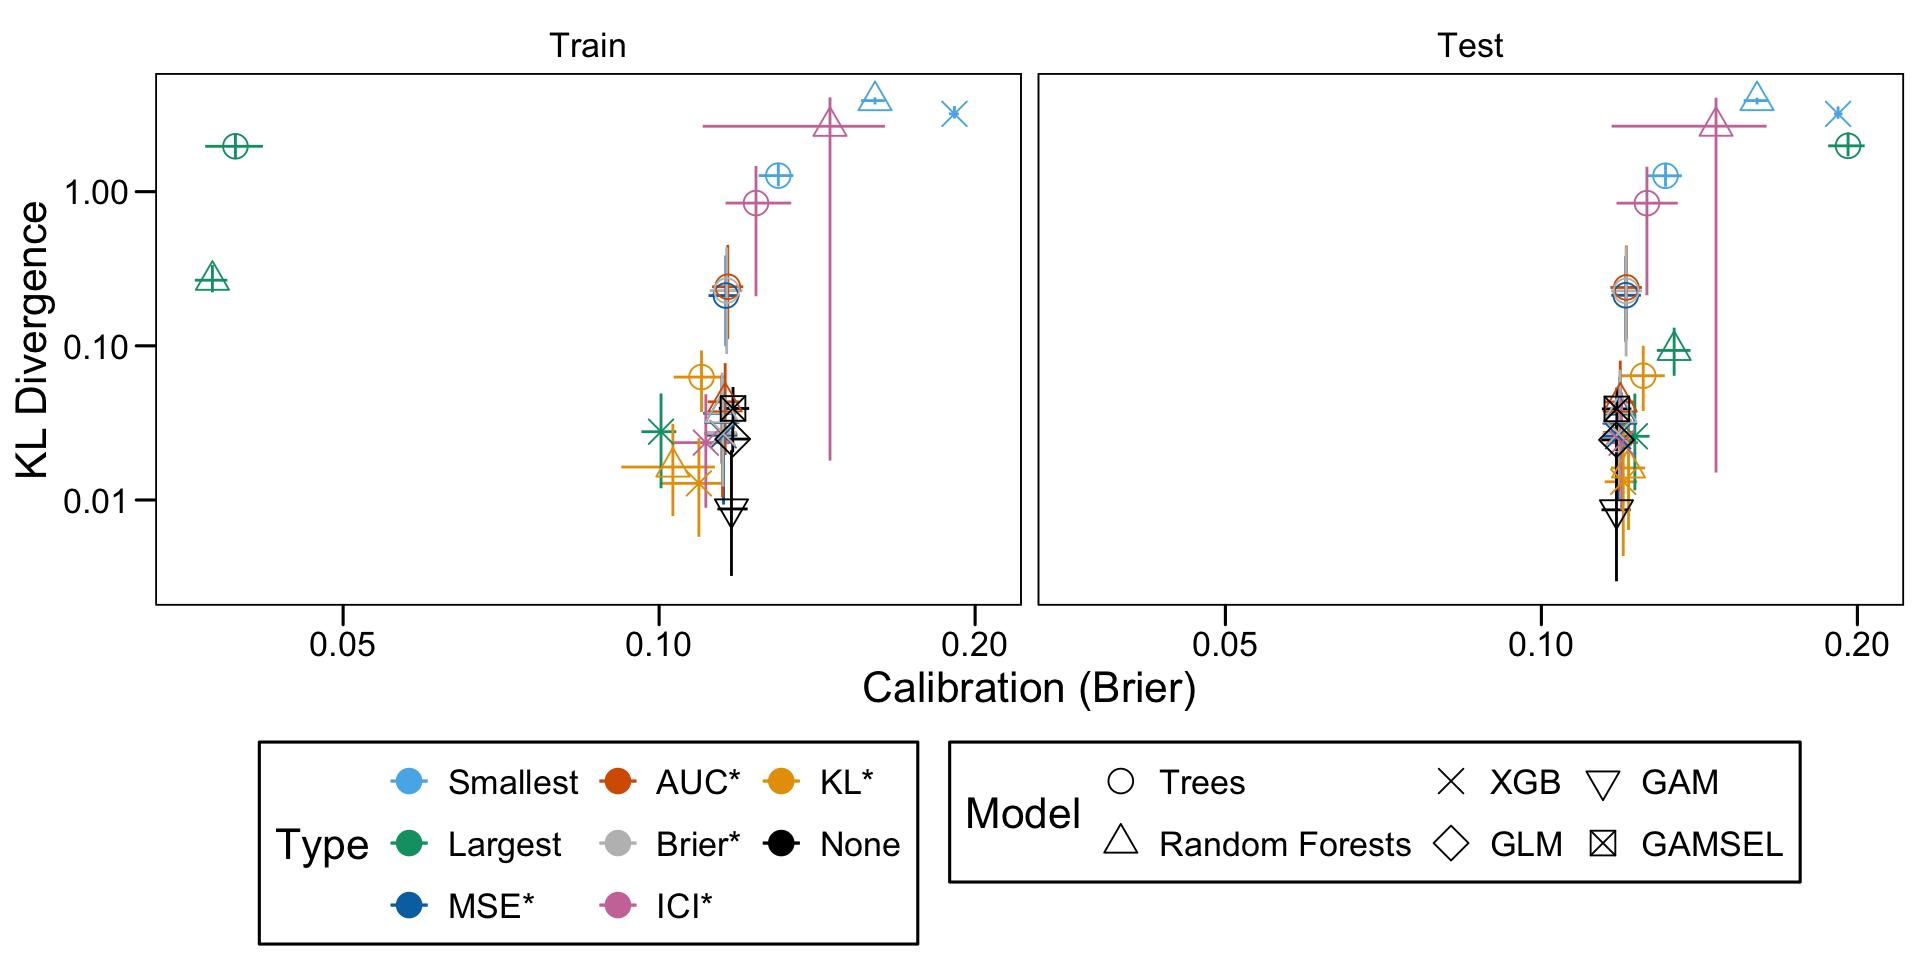 Train
Test
KL Divergence
1.00
0.10
0.01
0.05 0.10 0.20
0.05 0.10 0.20
Calibration (Brier)
Type
Smallest AUC* KL*
Largest Brier* None
MSE* ICI*
Model
Trees XGB GAM
Random Forests GLM GAMSEL